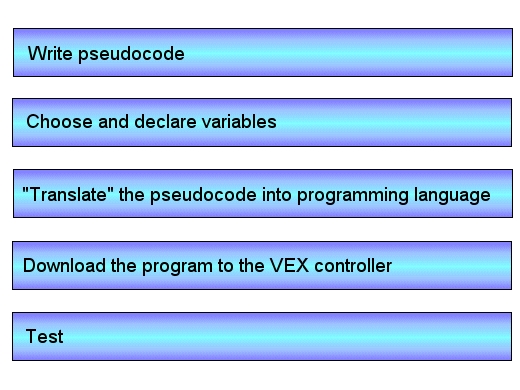 Write pseudocode
Choose and declare variables
"Translate" the pseudocode into programming language
Download the program to the VEX controller
Test